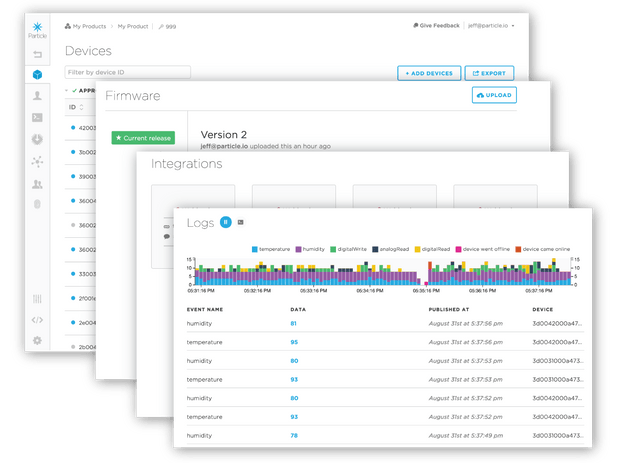 Particle
My Products > My Product > 999
Give Feedback jeff@particle.io
Devices
Filter by device ID
+ ADD DEVICES
EXPORT
ID
42003
3b002
39003
36004
36002
36002
33003
2f001e
2e004
2b004
Firmware
UPLOAD
Current release
Version 2
jeff@particle.io uploaded this an hour ago
Integrations
Logs 8
temperature humidity digitalWrite analogRead digitalRead device went offline device came online
15 15
10 10
5 5
0 0
05:31:16 PM 05:32:16 PM 05:33:16 PM 05:34:16 PM 05:35:16 PM 05:36:16 PM 05:37:16 PM
EVENT NAME DATA PUBLISHED AT DEVICE
humidity 81 August 31st at 5:37:56 pm 3d0042000a47...
temperature 95 August 31st at 5:37:56 pm 3d0042000a47...
humidity 80 August 31st at 5:37:53 pm 3d0031000a473...
temperature 93 August 31st at 5:37:53 pm 3d0031000a473...
humidity 80 August 31st at 5:37:52 pm 3d0042000a47...
temperature 93 August 31st at 5:37:52 pm 3d0042000a47...
humidity 78 August 31st at 5:37:49 pm 3d0031000a473...